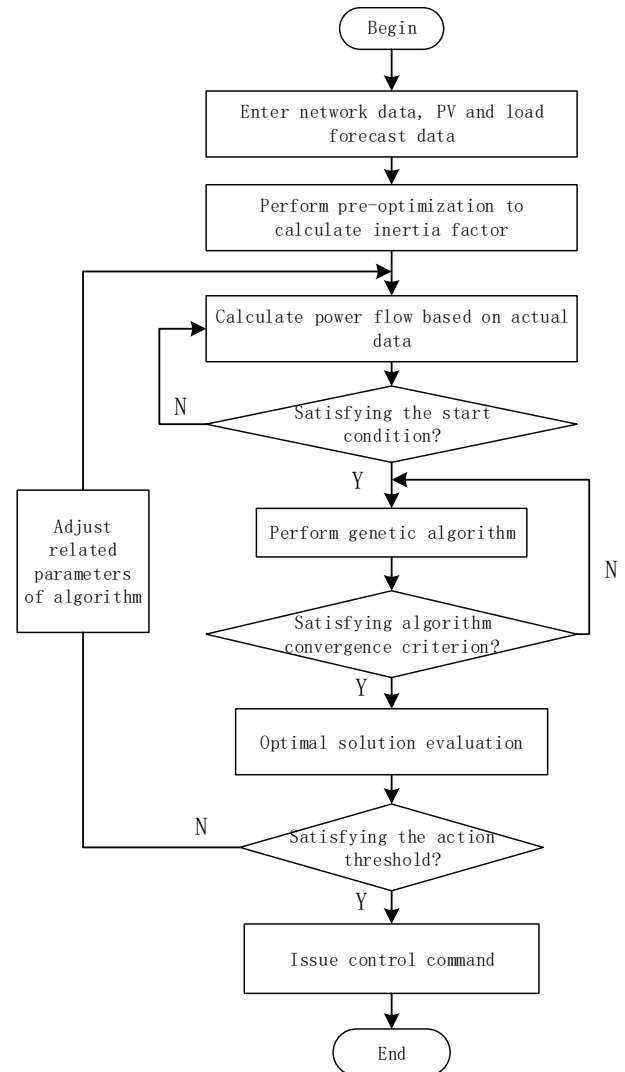 Begin
Enter network data, PV and load
forecast data
Perform pre-optimization to
calculate inertia factor
Calculate power flow based on actual
data
N
Satisfying the start
condition?
Y
Adjust
related
parameters
of algorithm
Perform genetic algorithm
N
Satisfying algorithm
convergence criterion?
Y
Optimal solution evaluation
N
Satisfying the action
threshold?
Y
Issue control command
End